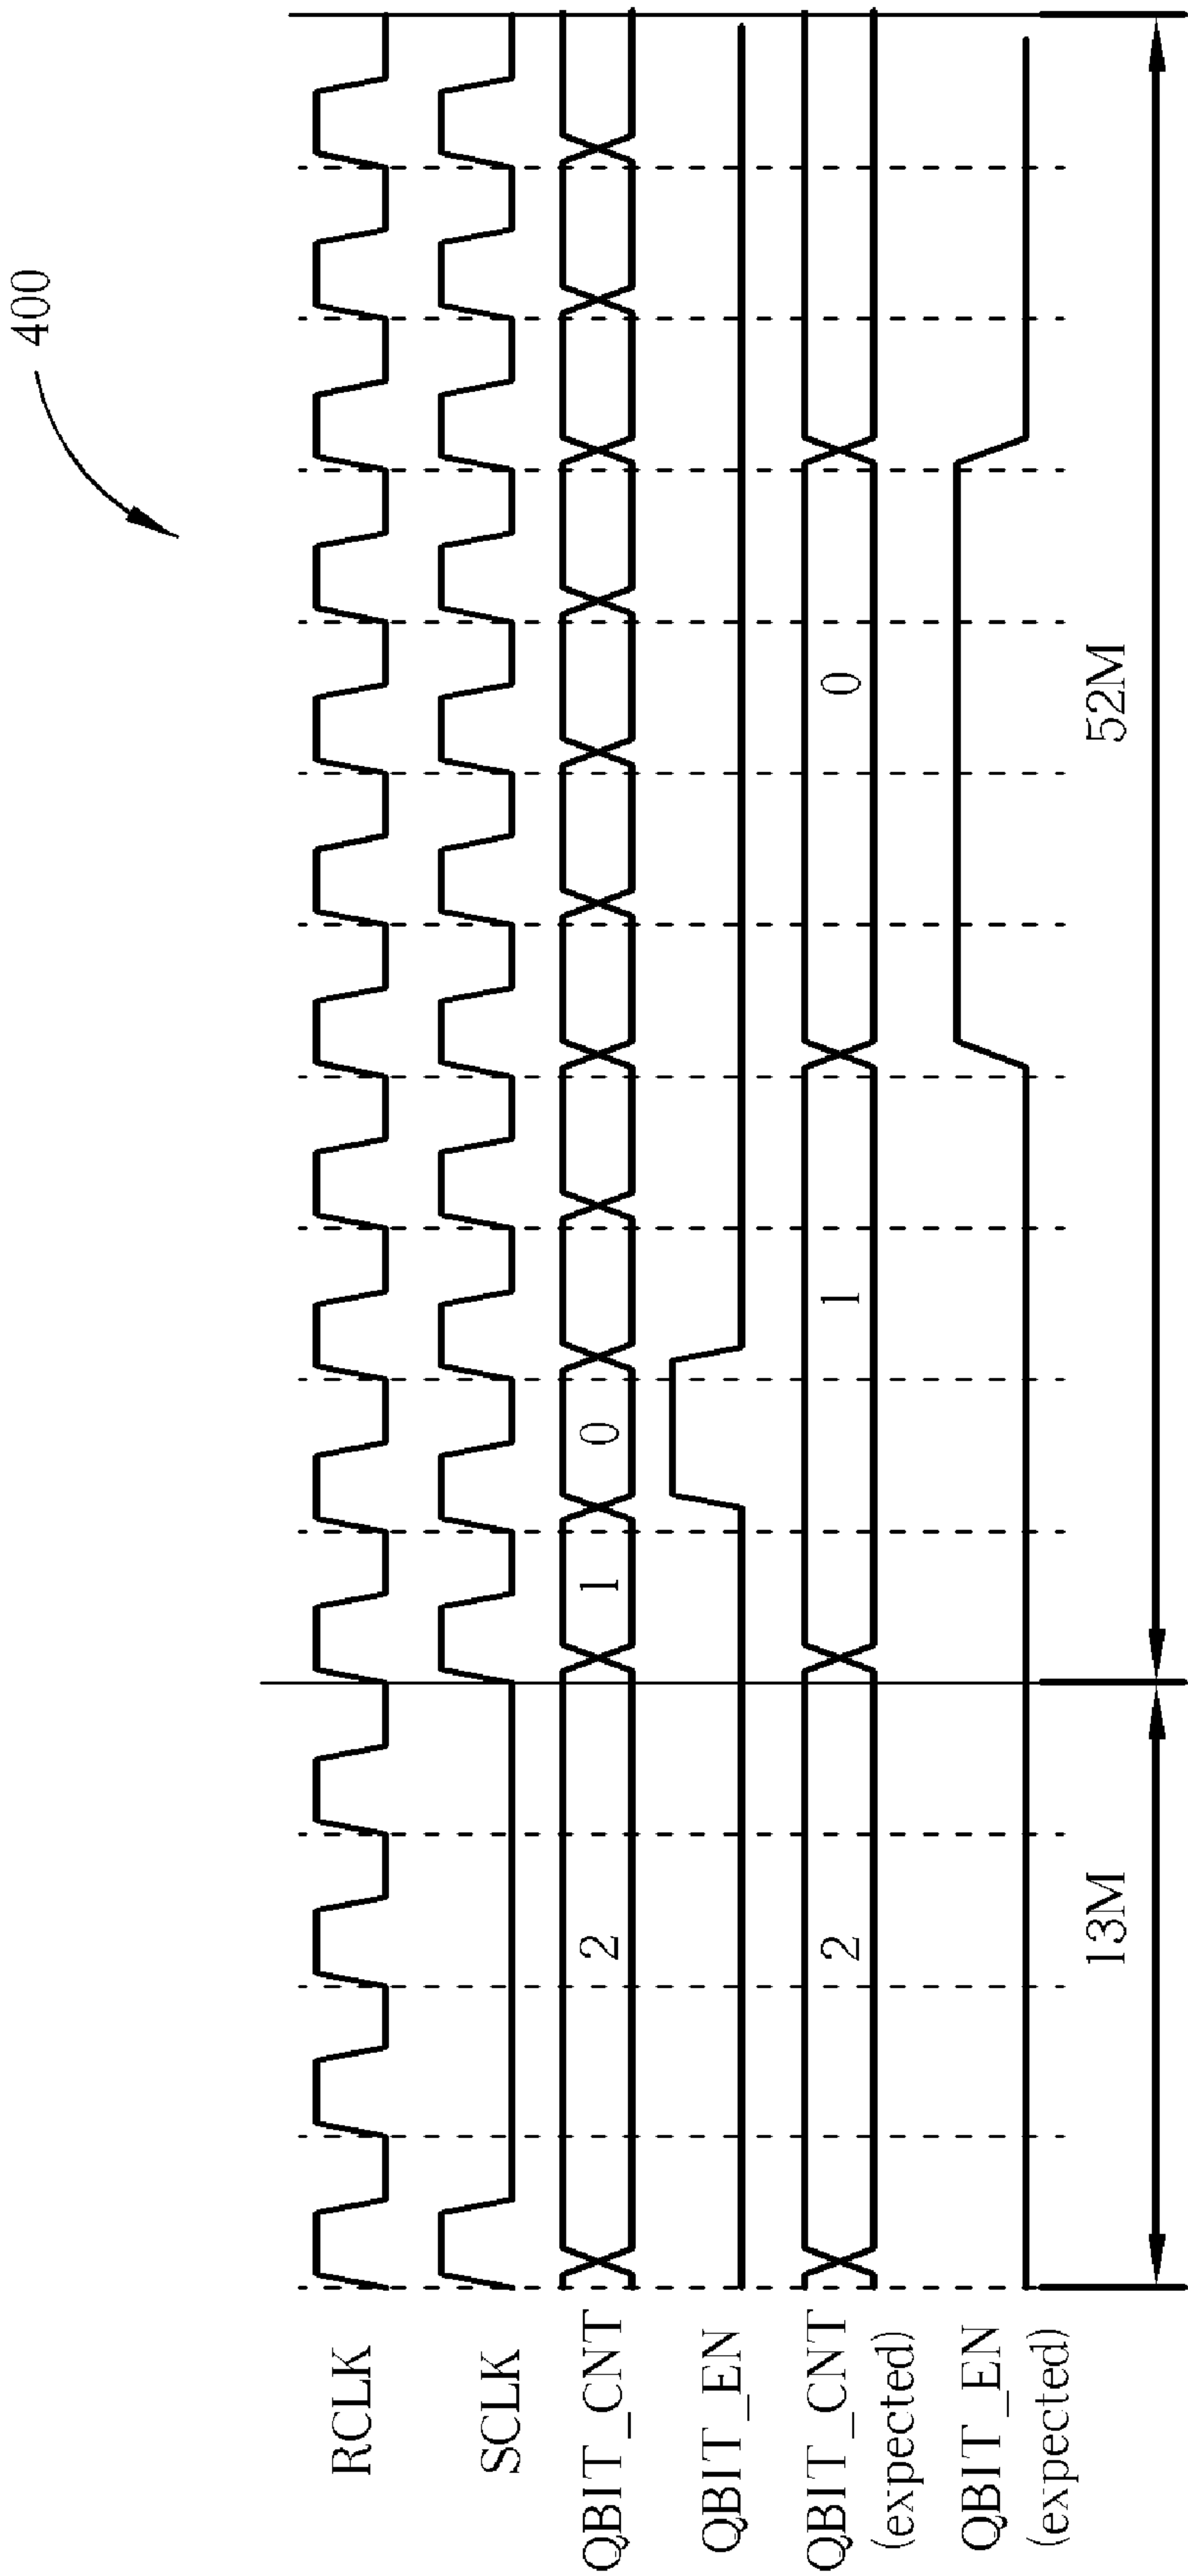 400
RCLK
SCLK
QBIT_CNT
2
1
0
QBIT_EN
QBIT_CNT
(expected)
2
1
0
QBIT_EN
(expected)
13M
52M